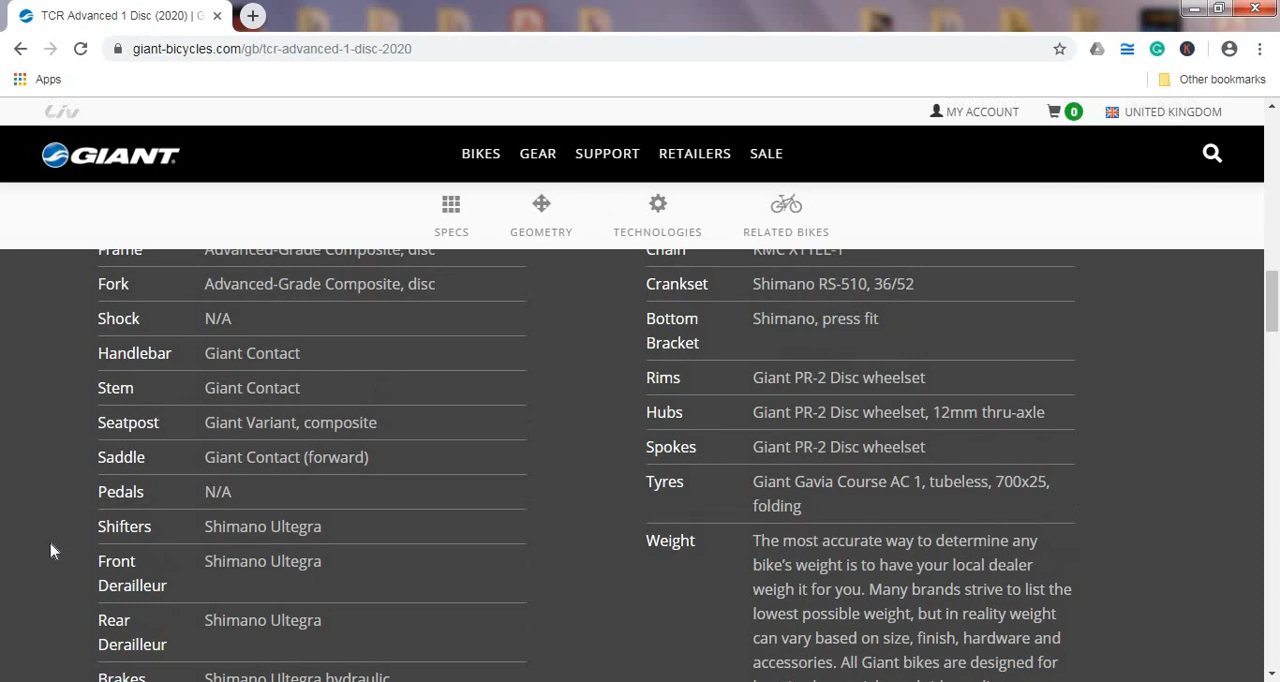 TCR Advanced 1 Disc (2020) | G
giant-bicycles.com/gb/tcr-advanced-1-disc-2020
Apps
Other bookmarks
Liv
MY ACCOUNT
0
UNITED KINGDOM
GIANT
BIKES
GEAR
SUPPORT
RETAILERS
SALE
SPECS
GEOMETRY
TECHNOLOGIES
RELATED BIKES
Frame Advanced-Grade Composite, disc
Fork Advanced-Grade Composite, disc
Shock N/A
Handlebar Giant Contact
Stem Giant Contact
Seatpost Giant Variant, composite
Saddle Giant Contact (forward)
Pedals N/A
Shifters Shimano Ultegra
Front Shimano Ultegra
Derailleur
Rear Shimano Ultegra
Derailleur
Brakes Shimano Ultegra hydraulic
Chain KMC X11EL-1
Crankset Shimano RS-510, 36/52
Bottom Shimano, press fit
Bracket
Rims Giant PR-2 Disc wheelset
Hubs Giant PR-2 Disc wheelset, 12mm thru-axle
Spokes Giant PR-2 Disc wheelset
Tyres Giant Gavia Course AC 1, tubeless, 700x25,
folding
Weight The most accurate way to determine any
bike's weight is to have your local dealer
weigh it for you. Many brands strive to list the
lowest possible weight, but in reality weight
can vary based on size, finish, hardware and
accessories. All Giant bikes are designed for